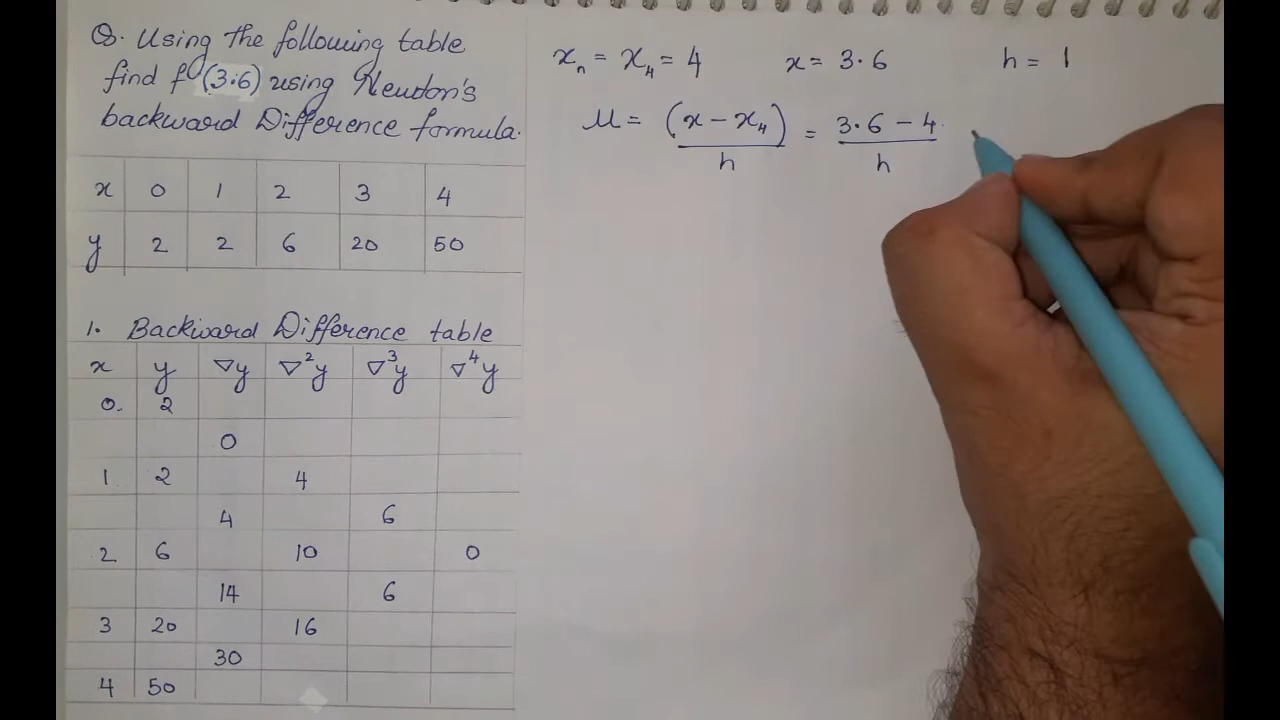 Q. Using the following table
find f (3.6) using Newton's
backward Difference formula.
x 0 1 2 3 4
y 2 2 6 20 50
1. Backward Difference table
x y ∇y ∇²y ∇³y ∇⁴y
0. 2
0
1 2 4
4 6
2 6 10 0
14 6
3 20 16
30
4 50
xₙ = x₄ = 4 x = 3.6 h = 1
μ = (x - x₄) / h = 3.6 - 4 / h